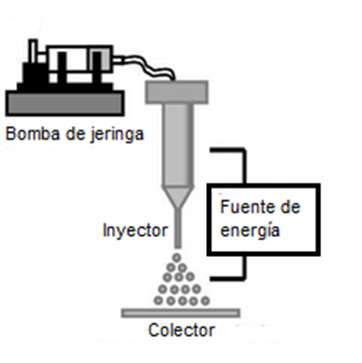 Bomba de jeringa
Inyector
Fuente de
energía
Colector